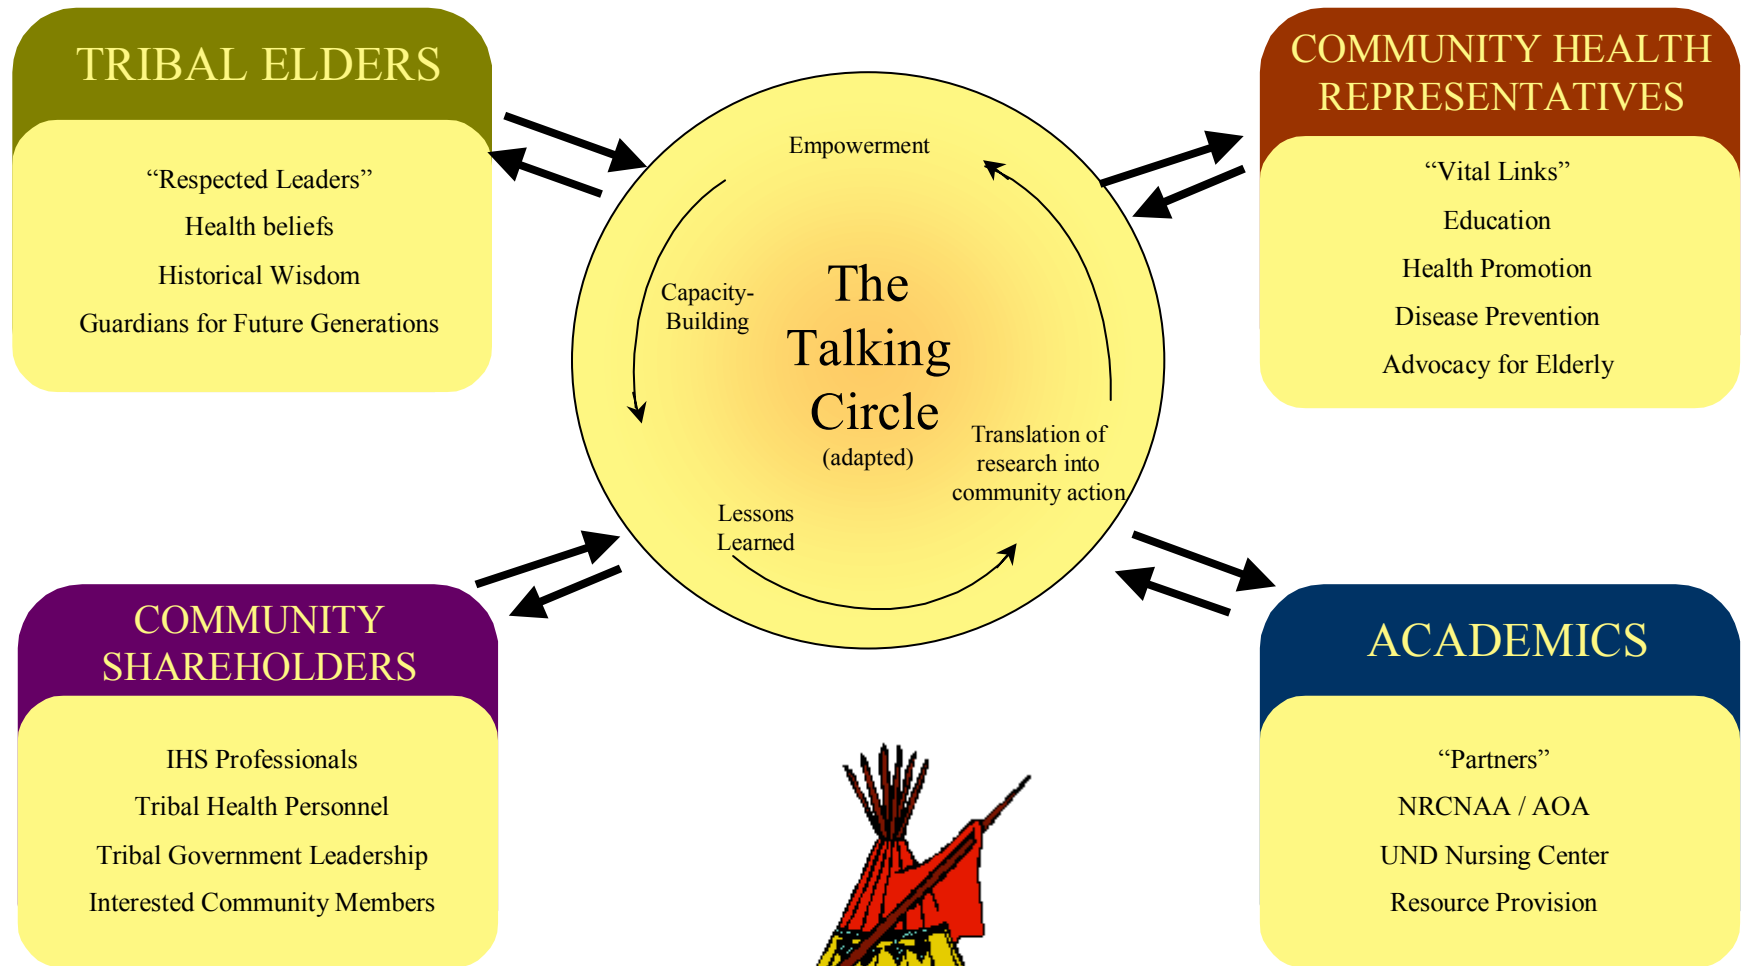 TRIBAL ELDERS
“Respected Leaders”
Health beliefs
Historical Wisdom
Guardians for Future Generations
COMMUNITY HEALTH
REPRESENTATIVES
“Vital Links”
Education
Health Promotion
Disease Prevention
Advocacy for Elderly
Empowerment
Capacity-
Building
The
Talking
Circle
(adapted)
Translation of
research into
community action
Lessons
Learned
COMMUNITY
SHAREHOLDERS
IHS Professionals
Tribal Health Personnel
Tribal Government Leadership
Interested Community Members
ACADEMICS
“Partners”
NRCNAA / AOA
UND Nursing Center
Resource Provision